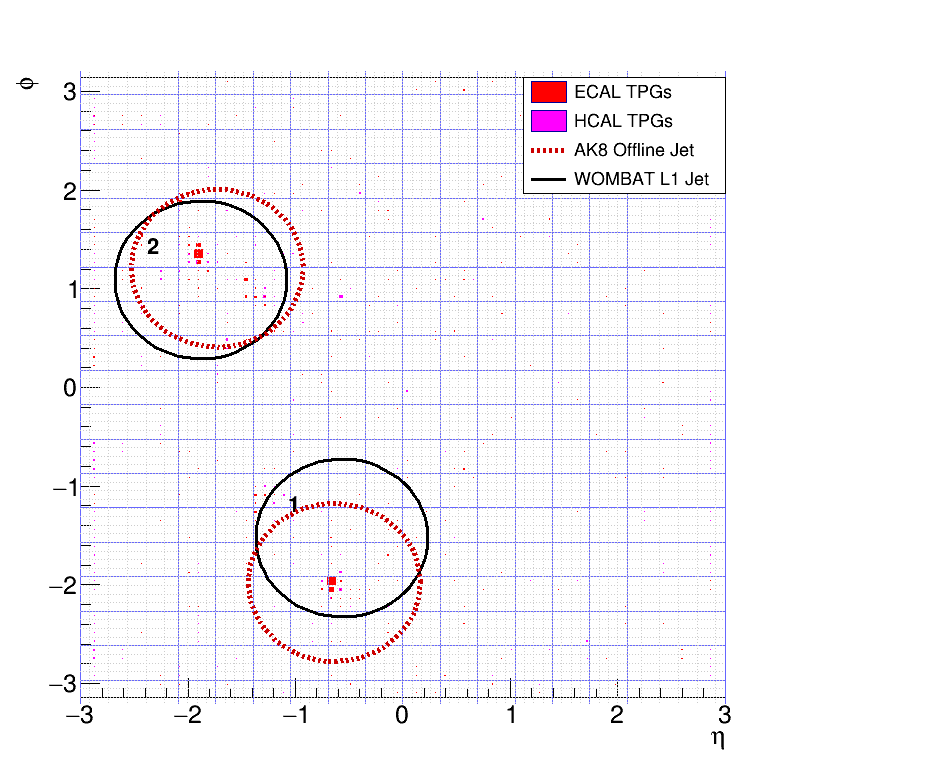 φ
3
ECAL TPGs
HCAL TPGs
AK8 Offline Jet
WOMBAT L1 Jet
2
2
1
0
−1
1
−2
−3
−3 −2 −1 0 1 2 3
η